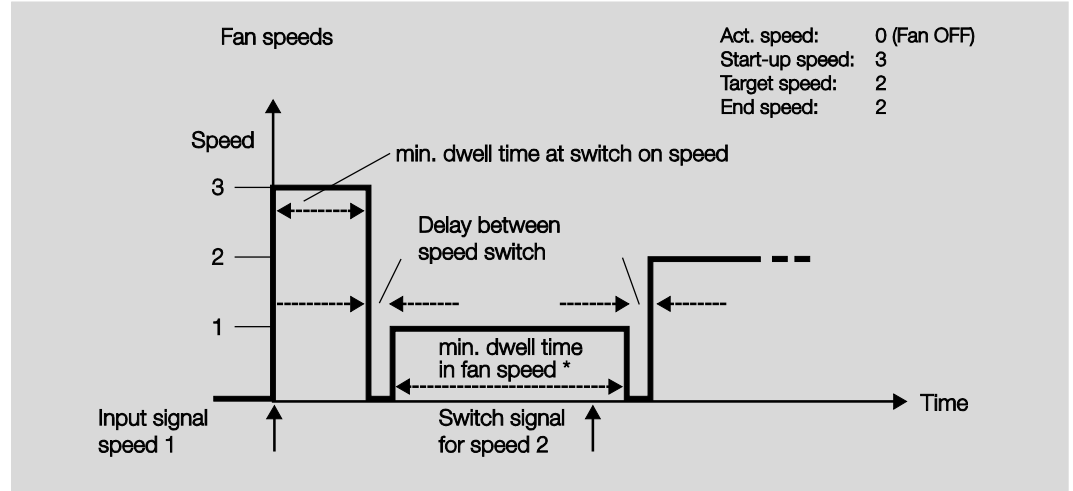 Fan speeds
Act. speed: 0 (Fan OFF)
Start-up speed: 3
Target speed: 2
End speed: 2
Speed
min. dwell time at switch on speed
3
Delay between
speed switch
2
1
min. dwell time
in fan speed *
Time
Input signal
speed 1
Switch signal
for speed 2